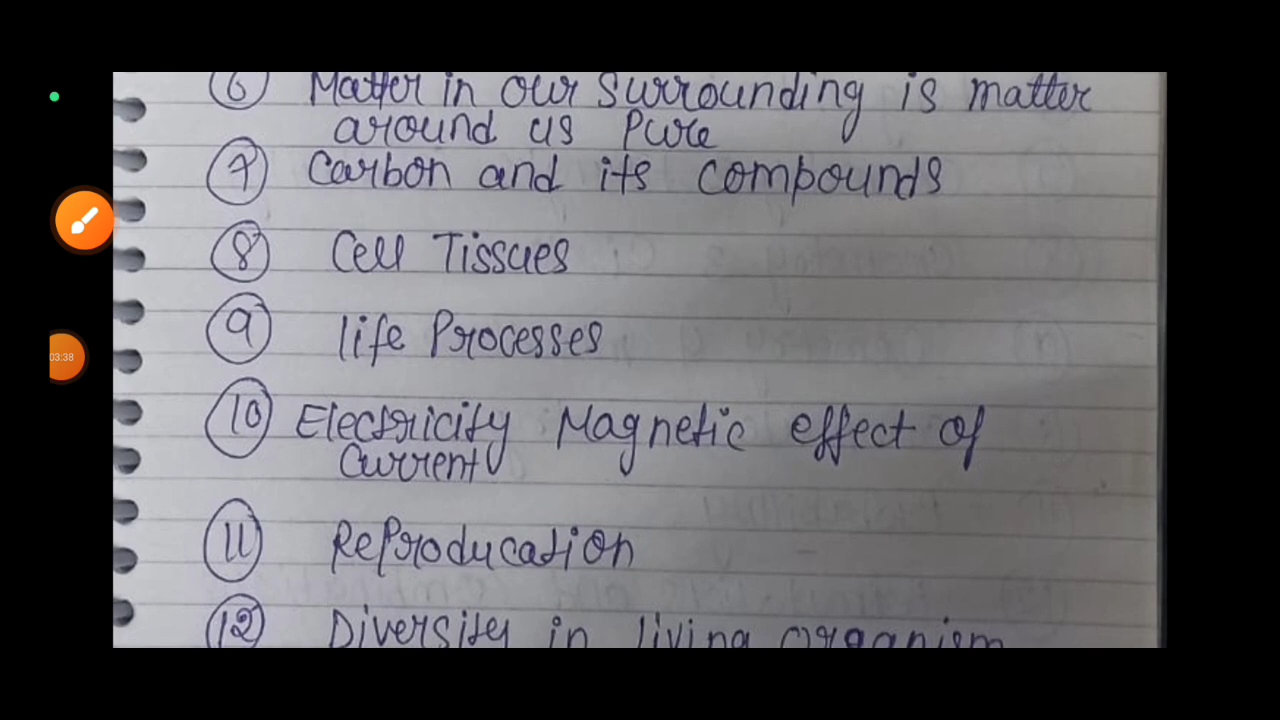 6 Matter in our Surrounding is matter
around us Pure
7 Carbon and its compounds
8 Cell Tissues
9 life Processes
10 Electricity Magnetic effect of
Current
11 Reproducation
12 Diversity in living organism
03:38